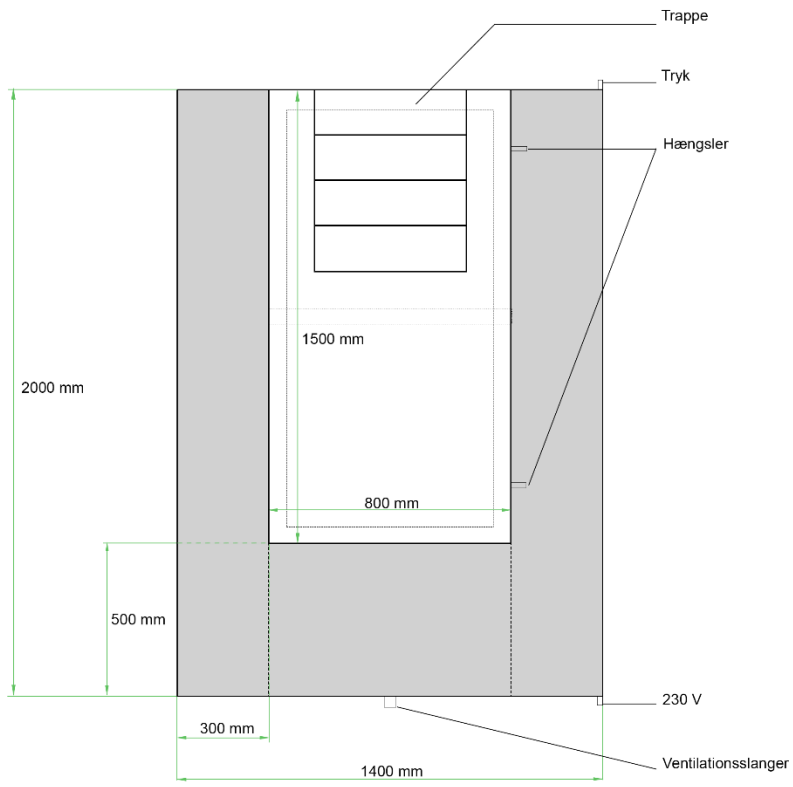 Trappe
Tryk
Hængsler
1500 mm
2000 mm
800 mm
500 mm
230 V
300 mm
Ventilationsslanger
1400 mm